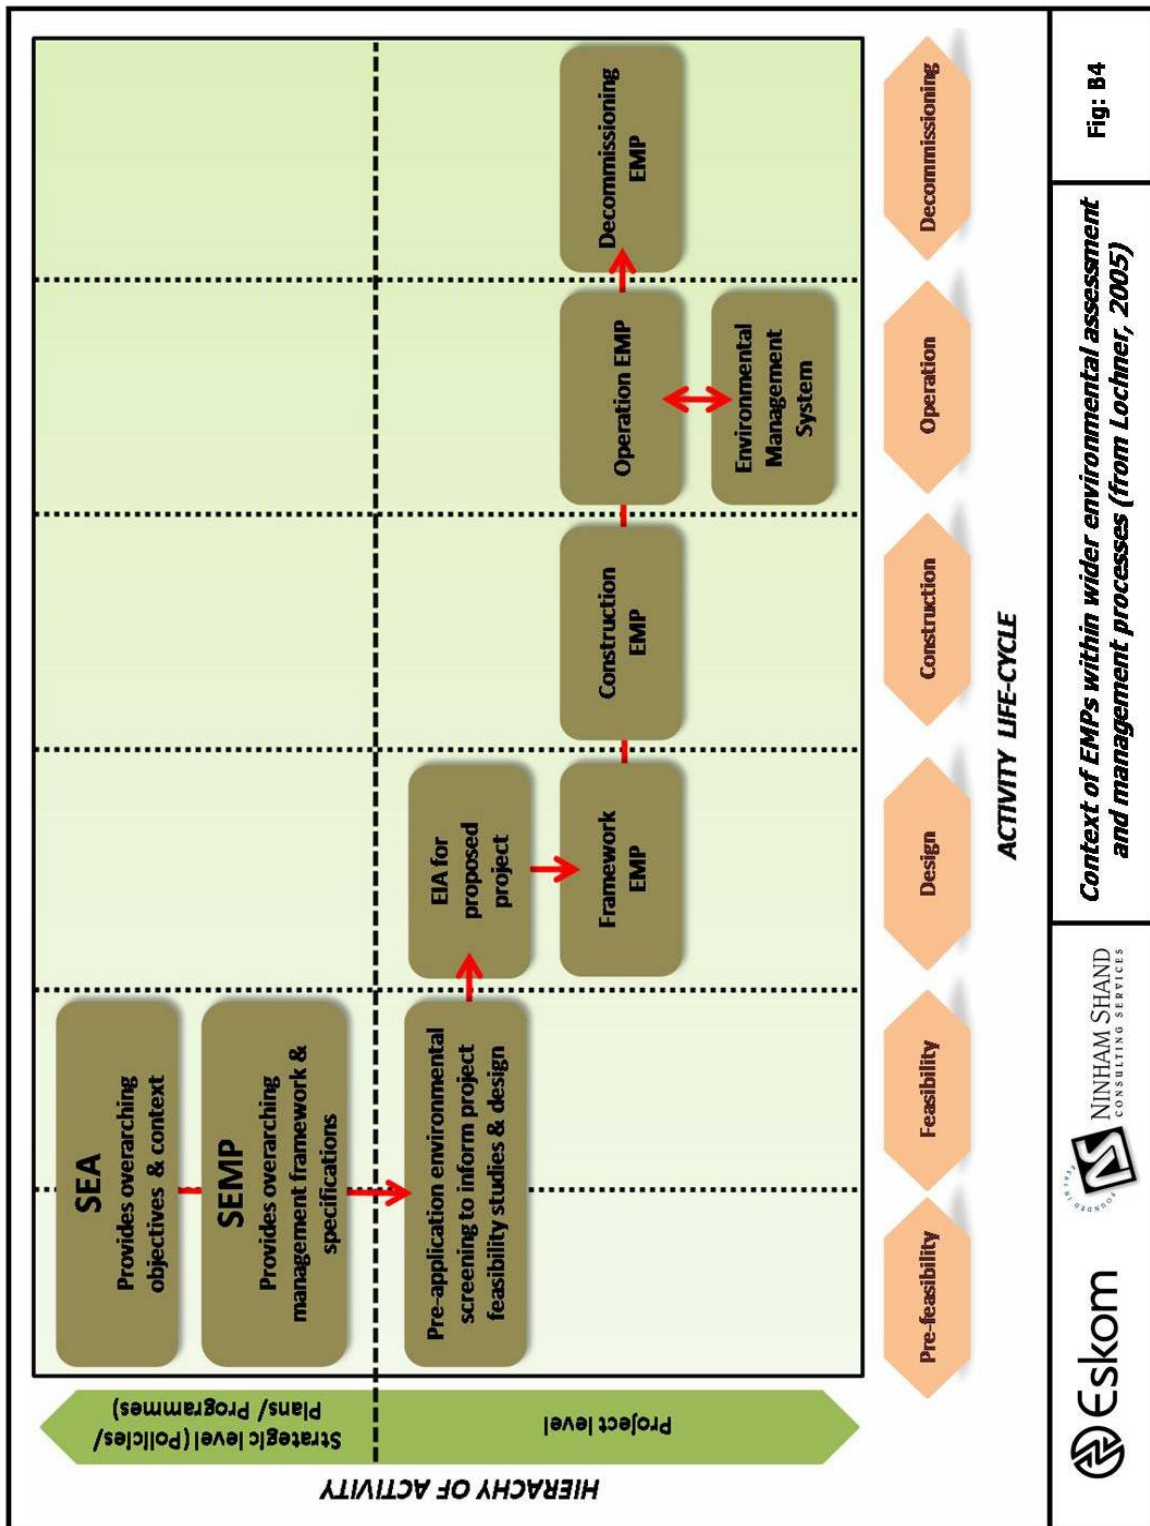 HIERACHY OF ACTIVITY
Strategic level (Policies/
Plans/ Programmes)
Project level
SEA
Provides overarching
objectives & context
SEMP
Provides overarching
management framework &
specifications
Pre-application environmental
screening to inform project
feasibility studies & design
EIA for
proposed
project
Framework
EMP
Construction
EMP
Operation EMP
Environmental
Management
System
Decommissioning
EMP
Pre-feasibility
Feasibility
Design
Construction
Operation
Decommissioning
ACTIVITY LIFE-CYCLE
Eskom
NINHAM SHAND
CONSULTING SERVICES
Context of EMPs within wider environmental assessment
and management processes (from Lochner, 2005)
Fig: B4